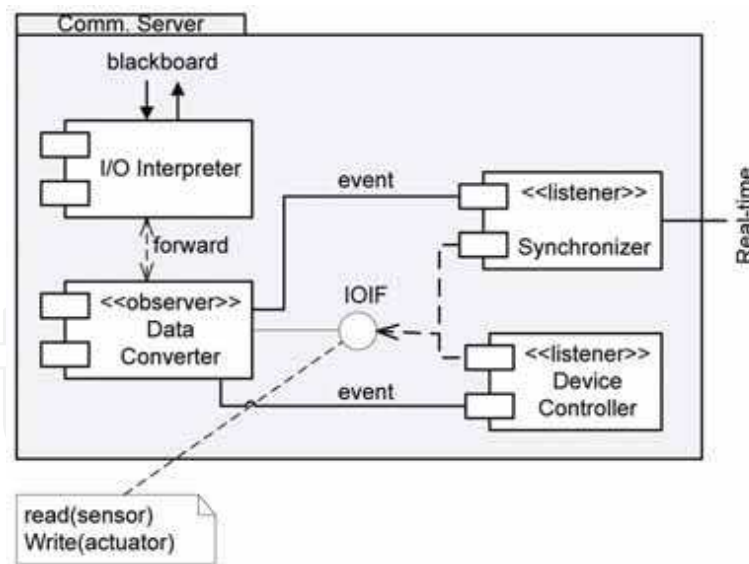 Comm. Server
blackboard
I/O Interpreter
event
<<listener>>
Synchronizer
Real-time
forward
<<observer>>
Data
Converter
IOIF
<<listener>>
Device
Controller
event
read(sensor)
Write(actuator)